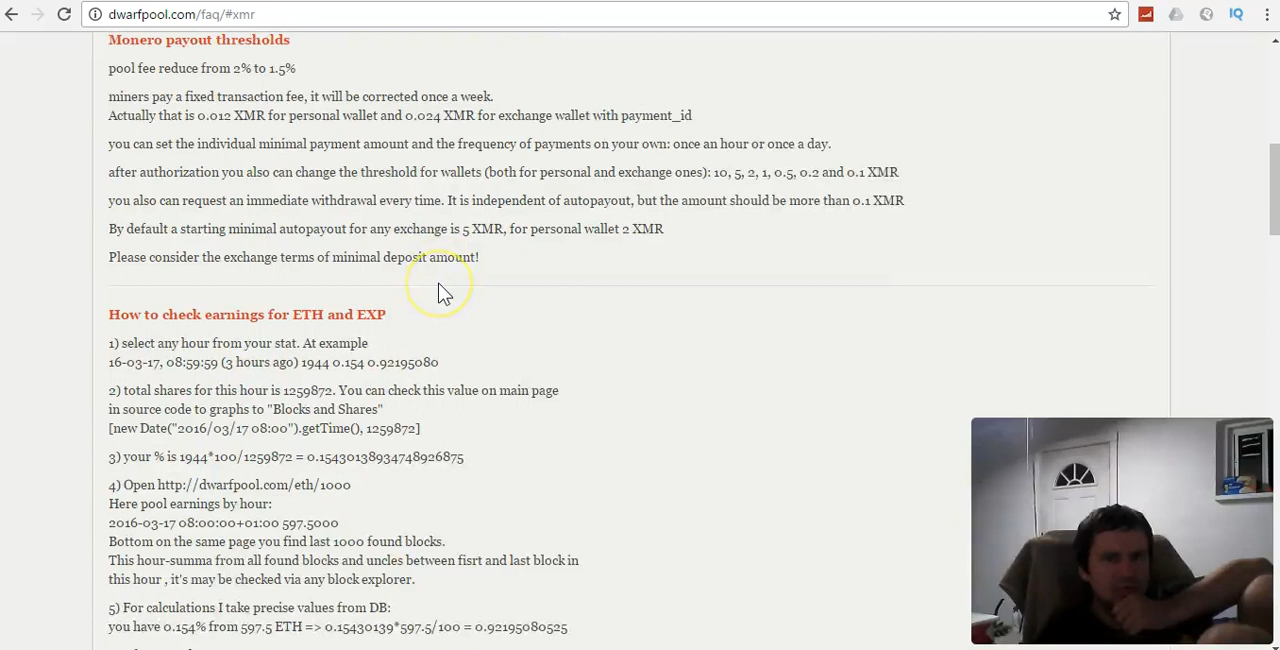 dwarfpool.com/faq/#xmr
Monero payout thresholds
pool fee reduce from 2% to 1.5%
miners pay a fixed transaction fee, it will be corrected once a week.
Actually that is 0.012 XMR for personal wallet and 0.024 XMR for exchange wallet with payment_id
you can set the individual minimal payment amount and the frequency of payments on your own: once an hour or once a day.
after authorization you also can change the threshold for wallets (both for personal and exchange ones): 10, 5, 2, 1, 0.5, 0.2 and 0.1 XMR
you also can request an immediate withdrawal every time. It is independent of autopayout, but the amount should be more than 0.1 XMR
By default a starting minimal autopayout for any exchange is 5 XMR, for personal wallet 2 XMR
Please consider the exchange terms of minimal deposit amount!
How to check earnings for ETH and EXP
1) select any hour from your stat. At example
16-03-17, 08:59:59 (3 hours ago) 1944 0.154 0.92195080
2) total shares for this hour is 1259872. You can check this value on main page
in source code to graphs to "Blocks and Shares"
[new Date("2016/03/17 08:00").getTime(), 1259872]
3) your % is 1944*100/1259872 = 0.15430138934748926875
4) Open http://dwarfpool.com/eth/1000
Here pool earnings by hour:
2016-03-17 08:00:00+01:00 597.5000
Bottom on the same page you find last 1000 found blocks.
This hour-summa from all found blocks and uncles between fisrt and last block in
this hour , it's may be checked via any block explorer.
5) For calculations I take precise values from DB:
you have 0.154% from 597.5 ETH => 0.15430139*597.5/100 = 0.92195080525